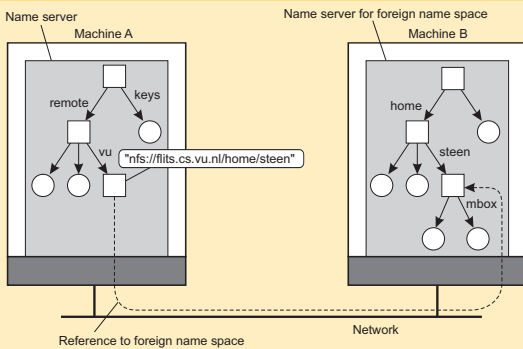 Name server
Name server for foreign name space
Machine A
Machine B
remote
keys
vu
"nfs://flits.cs.vu.nl/home/steen"
home
steen
mbox
Network
Reference to foreign name space